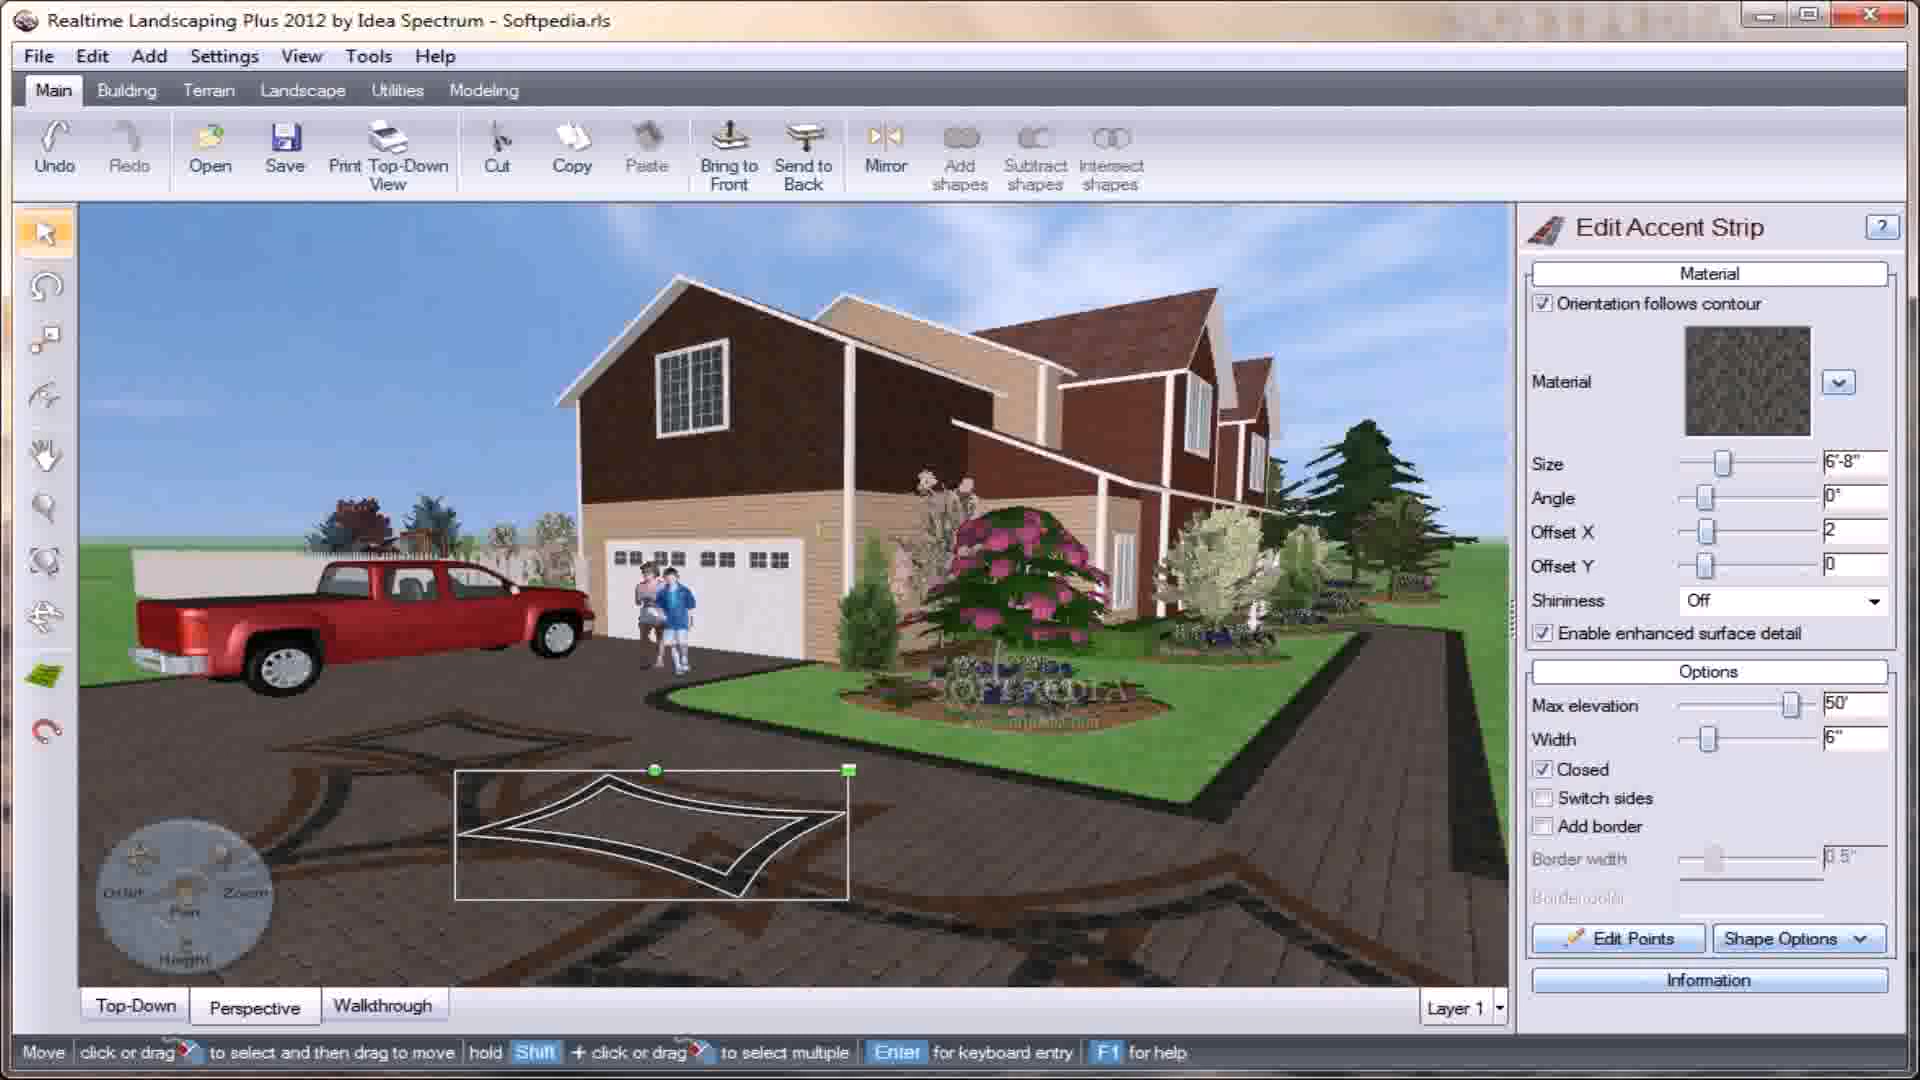 Realtime Landscaping Plus 2012 by Idea Spectrum - Softpedia.rls
File Edit Add Settings View Tools Help
Main Building Terrain Landscape Utilities Modeling
Undo Redo Open Save Print Top-Down View Cut Copy Paste Bring to Front Send to Back Mirror Add shapes Subtract shapes Intersect shapes
Edit Accent Strip ?
Material
Orientation follows contour
Material
Size 6'-8"
Angle 0°
Offset X 2
Offset Y 0
Shininess Off
Enable enhanced surface detail
Options
Max elevation 50'
Width 6"
Closed
Switch sides
Add border
Border width 0.5"
Border color
Edit Points Shape Options
Information
SOFTPEDIA
Orbit Zoom
Pan
Height
Top-Down Perspective Walkthrough Layer 1
Move click or drag to select and then drag to move hold Shift + click or drag to select multiple Enter for keyboard entry F1 for help